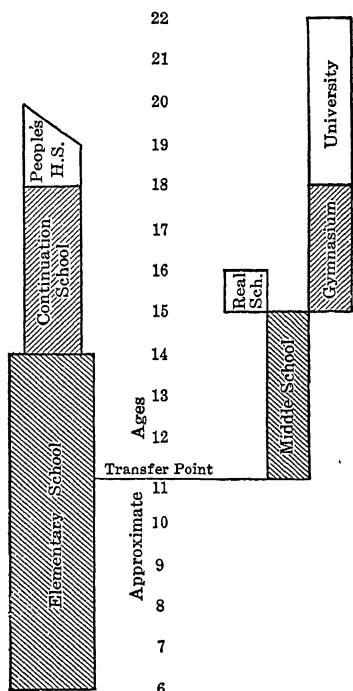 22
21
20
19
18
17
16
15
14
13
12
11
10
9
8
7
6
Approximate Ages
Transfer Point
People's
H.S.
Continuation
School
Elementary School
University
Gymnasium
Real
Sch.
Middle School